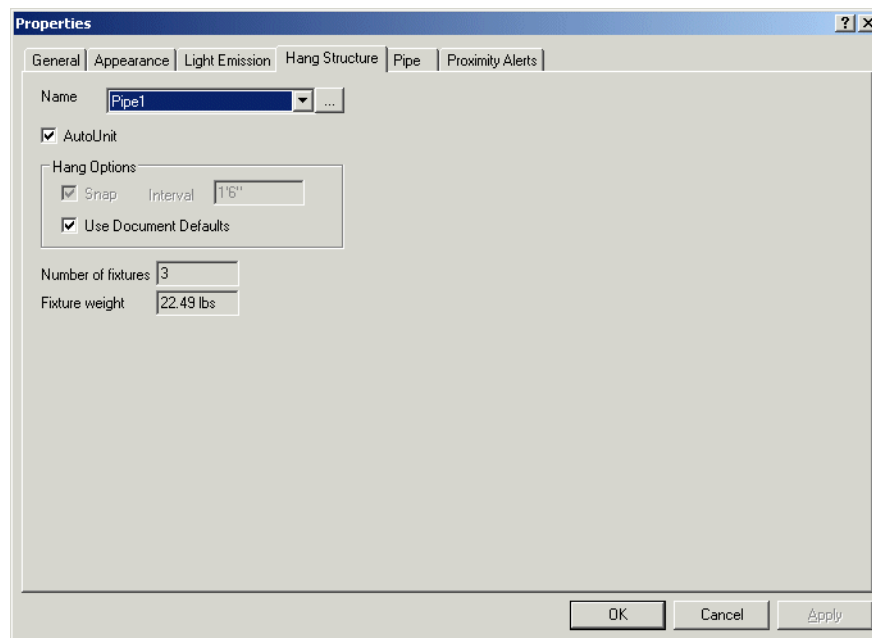 Properties
General Appearance Light Emission Hang Structure Pipe Proximity Alerts
Name Pipe1 ...
AutoUnit
Hang Options
Snap Interval 1'6"
Use Document Defaults
Number of fixtures 3
Fixture weight 22.49 lbs
OK Cancel Apply